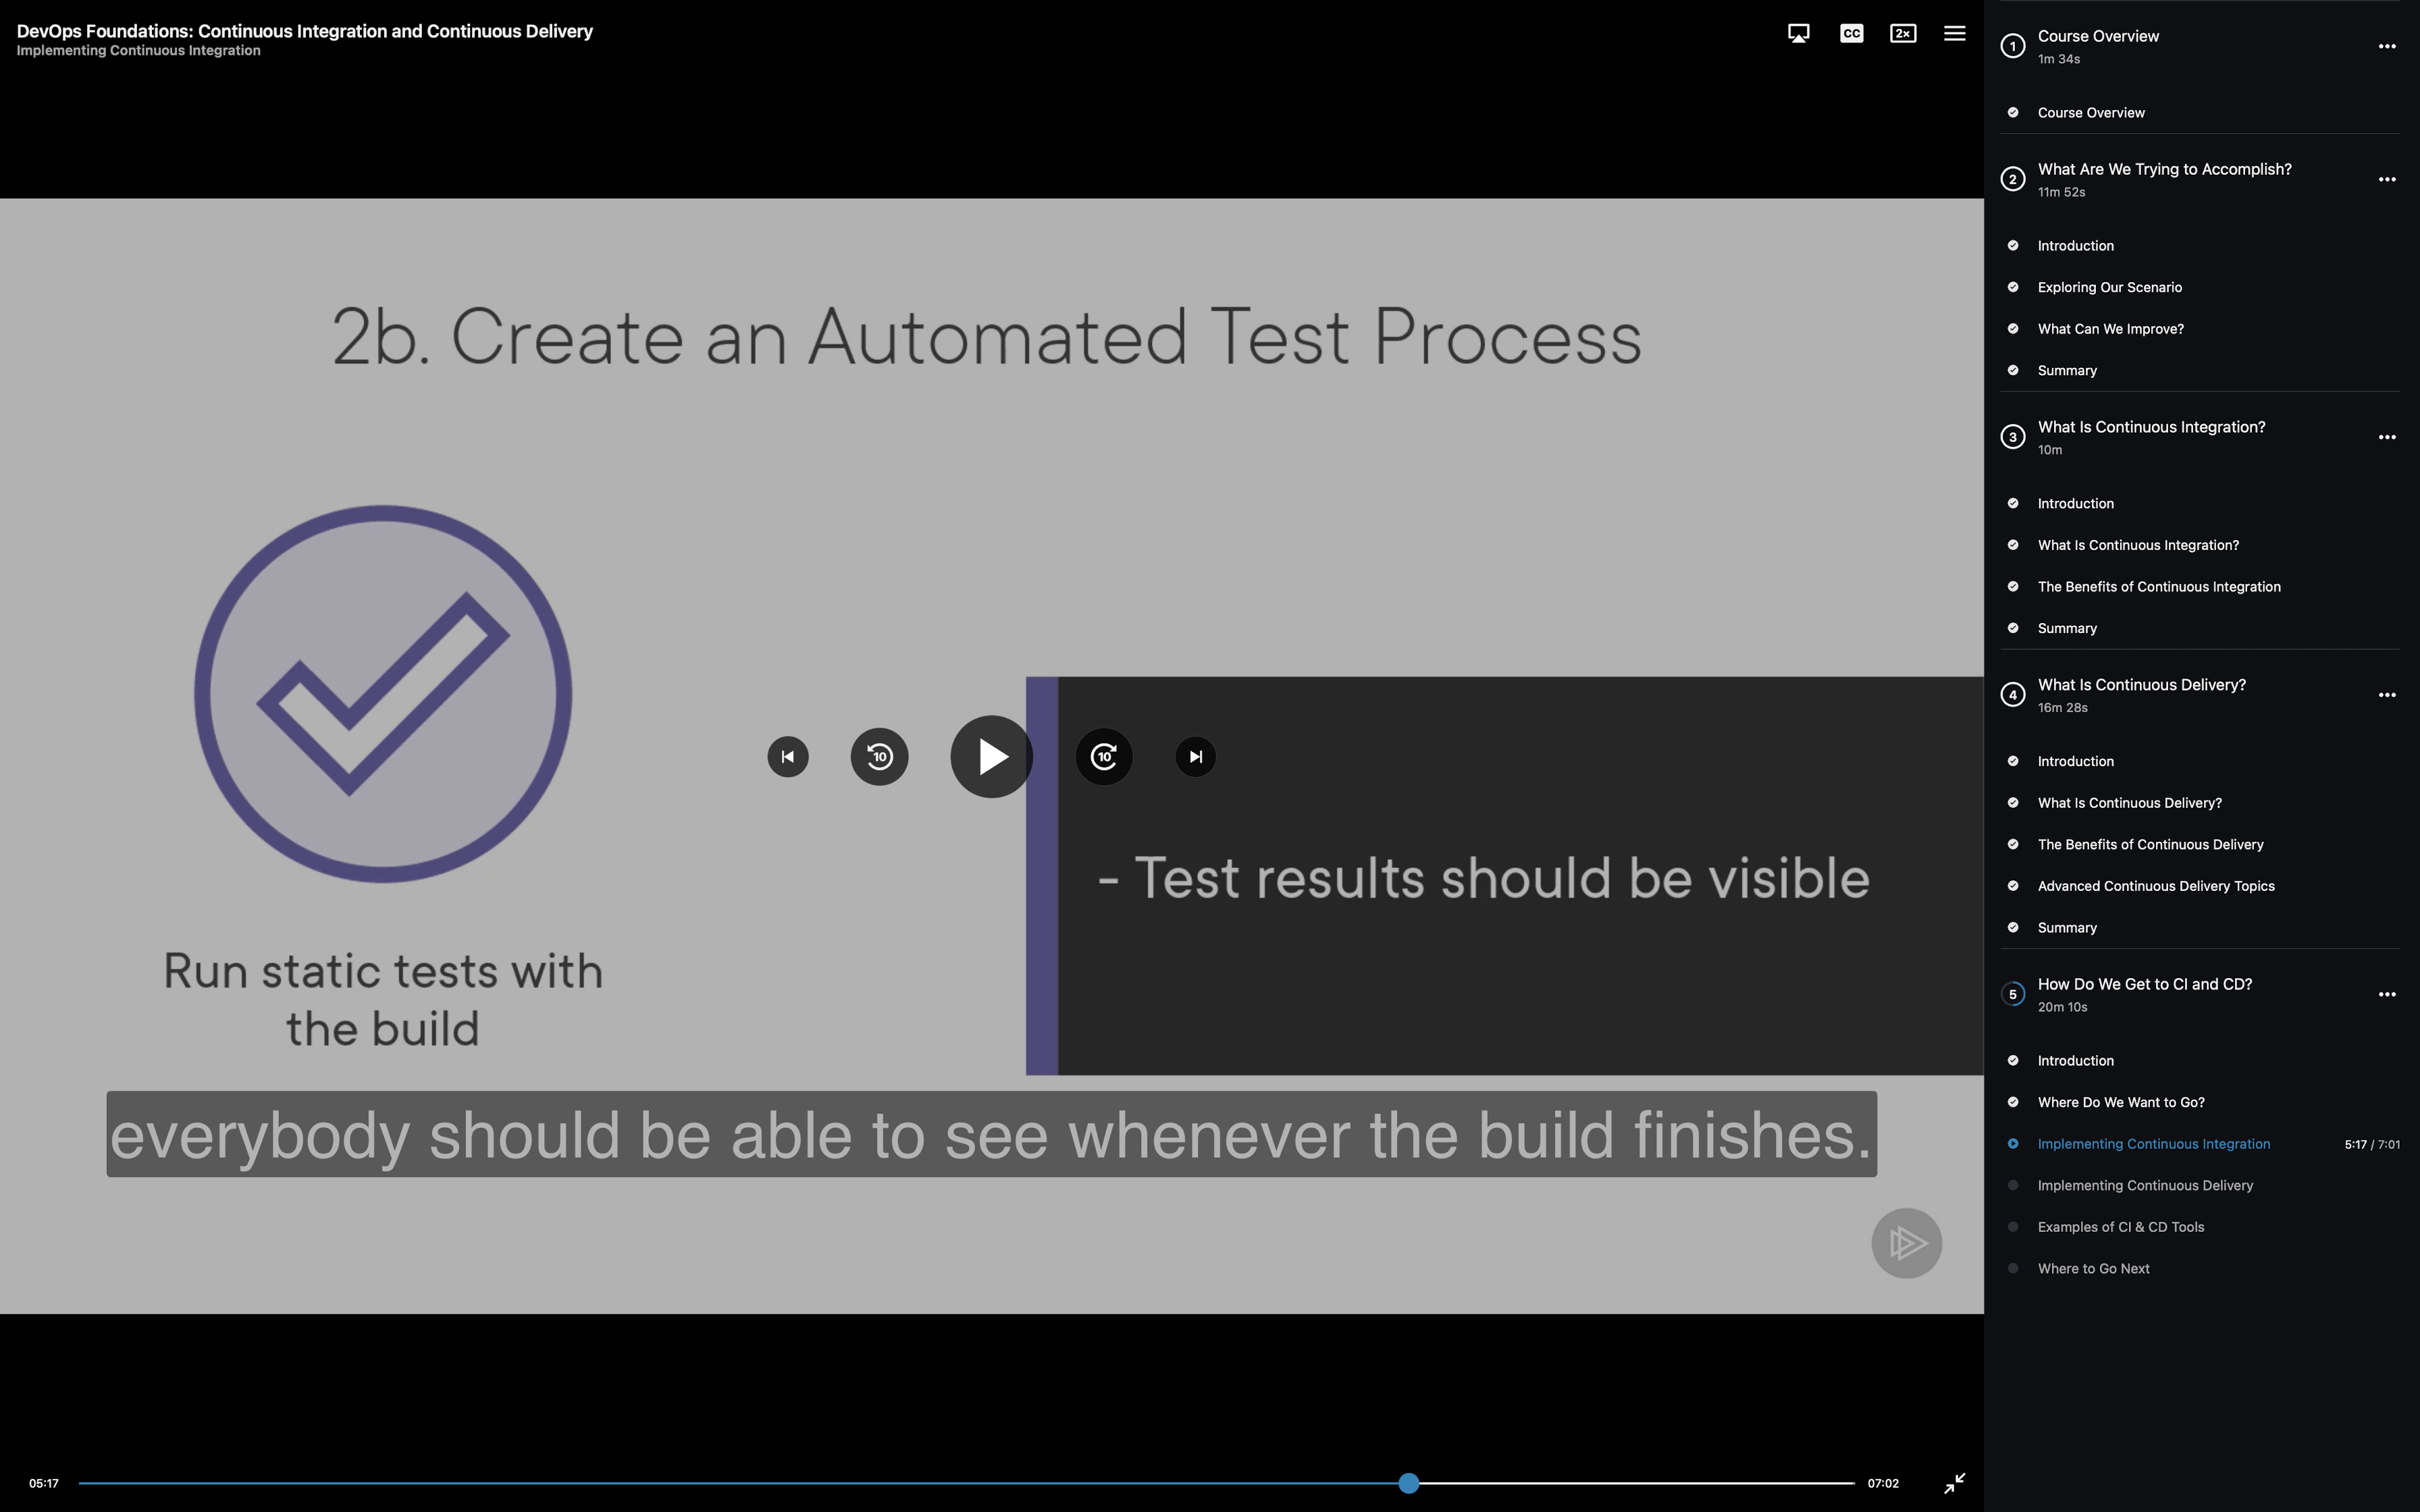 DevOps Foundations: Continuous Integration and Continuous Delivery
Implementing Continuous Integration
CC
2×
2b. Create an Automated Test Process
Run static tests with
the build
10
10
- Test results should be visible
everybody should be able to see whenever the build finishes.
05:17
07:02
1
Course Overview
1m 34s
Course Overview
2
What Are We Trying to Accomplish?
11m 52s
Introduction
Exploring Our Scenario
What Can We Improve?
Summary
3
What Is Continuous Integration?
10m
Introduction
What Is Continuous Integration?
The Benefits of Continuous Integration
Summary
4
What Is Continuous Delivery?
16m 28s
Introduction
What Is Continuous Delivery?
The Benefits of Continuous Delivery
Advanced Continuous Delivery Topics
Summary
5
How Do We Get to CI and CD?
20m 10s
Introduction
Where Do We Want to Go?
Implementing Continuous Integration 5:17 / 7:01
Implementing Continuous Delivery
Examples of CI & CD Tools
Where to Go Next